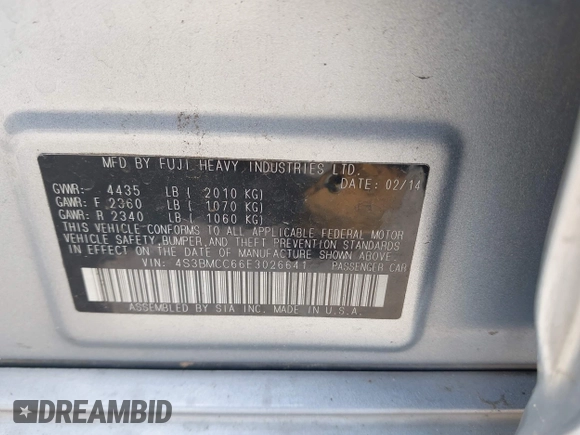 MFD BY FUJI HEAVY INDUSTRIES LTD.
DATE: 02/14
GVWR: 4435 LB ( 2010 KG)
GAWR: F 2360 LB ( 1070 KG)
GAWR: R 2340 LB ( 1060 KG)
THIS VEHICLE CONFORMS TO ALL APPLICABLE FEDERAL MOTOR
VEHICLE SAFETY, BUMPER, AND THEFT PREVENTION STANDARDS
IN EFFECT ON THE DATE OF MANUFACTURE SHOWN ABOVE.
VIN: 4S3BMCC66E3026641 PASSENGER CAR
ASSEMBLED BY SIA INC. MADE IN U.S.A.
DREAMBID